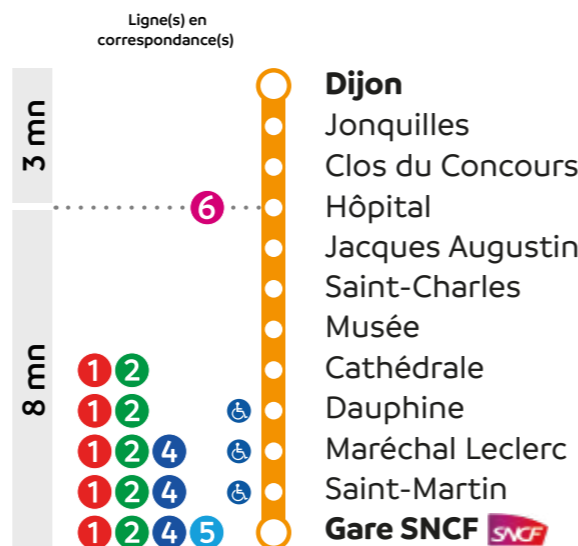 Ligne(s) en
correspondance(s)
3 mn
8 mn
Dijon
Jonquilles
Clos du Concours
6 Hôpital
Jacques Augustin
Saint-Charles
Musée
1 2 Cathédrale
1 2 Dauphine
1 2 4 Maréchal Leclerc
1 2 4 Saint-Martin
1 2 4 5 Gare SNCF SNCF